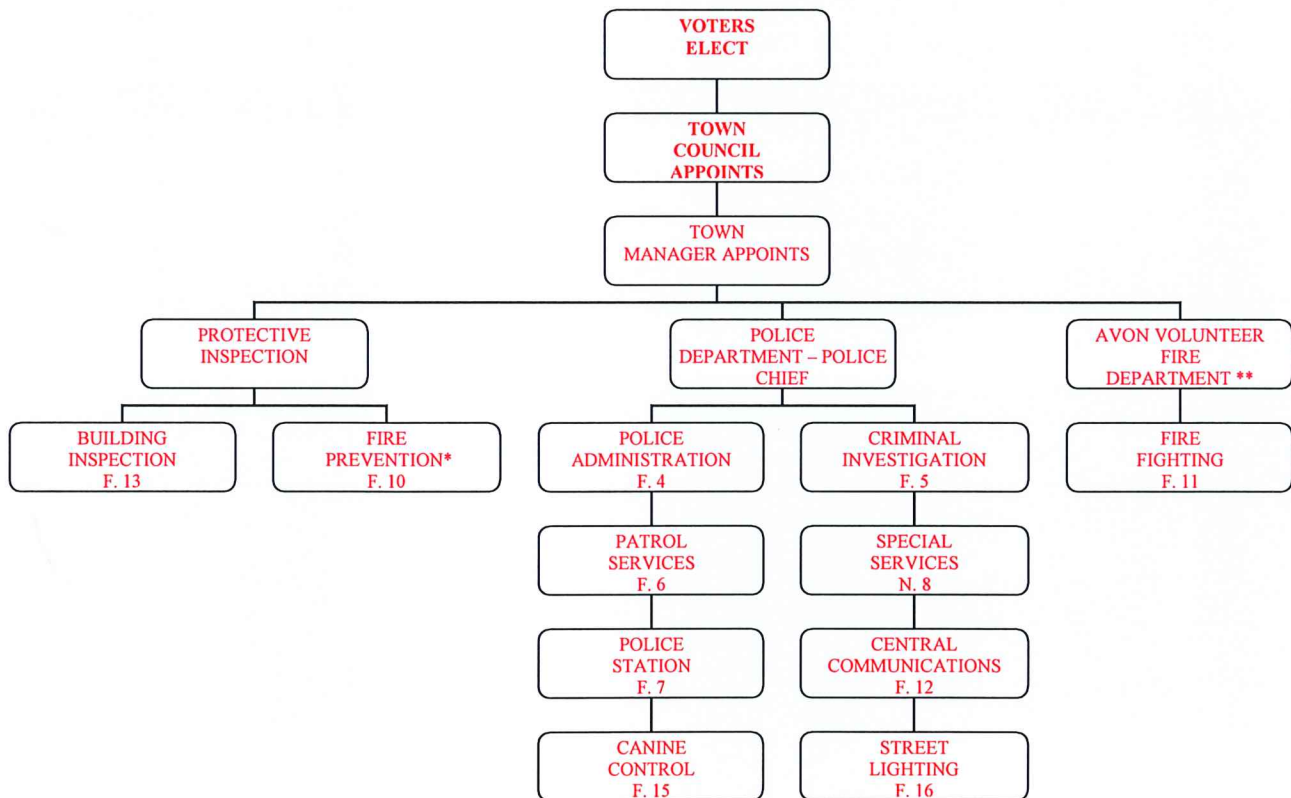 VOTERS
ELECT
TOWN
COUNCIL
APPOINTS
TOWN
MANAGER APPOINTS
PROTECTIVE
INSPECTION
POLICE
DEPARTMENT – POLICE
CHIEF
AVON VOLUNTEER
FIRE
DEPARTMENT **
BUILDING
INSPECTION
F. 13
FIRE
PREVENTION*
F. 10
POLICE
ADMINISTRATION
F. 4
CRIMINAL
INVESTIGATION
F. 5
FIRE
FIGHTING
F. 11
PATROL
SERVICES
F. 6
SPECIAL
SERVICES
N. 8
POLICE
STATION
F. 7
CENTRAL
COMMUNICATIONS
F. 12
CANINE
CONTROL
F. 15
STREET
LIGHTING
F. 16